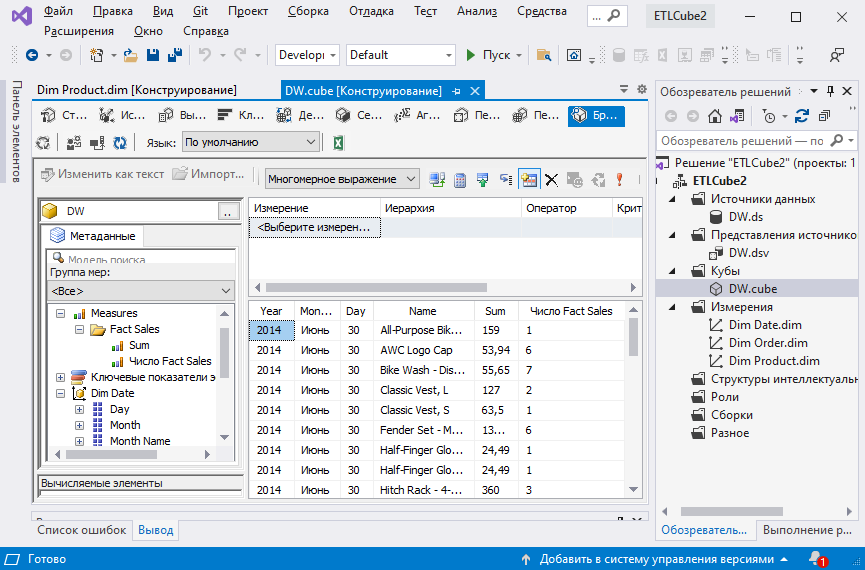 Файл Правка Вид Git Проект Сборка Отладка Тест Анализ Средства ... ETLCube2
Расширения Окно Справка
Developı Default Пуск
Панель элементов
Dim Product.dim [Конструирование] DW.cube [Конструирование]
Ст... Ис... Вы... Кл... Де... Се... Аг... Пе... Пе... Бр...
Язык: По умолчанию
Изменить как текст Импорт... Многомерное выражение
DW ..
Метаданные
Модель поиска
Группа мер:
<Все>
Measures
Fact Sales
Sum
Число Fact Sales
Ключевые показатели э
Dim Date
Day
Month
Month Name
Вычисляемые элементы
Измерение Иерархия Оператор Крит
<Выберите измерен...
Year Mon... Day Name Sum Число Fact Sales
2014 Июнь 30 All-Purpose Bik... 159 1
2014 Июнь 30 AWC Logo Cap 53,94 6
2014 Июнь 30 Bike Wash - Dis... 55,65 7
2014 Июнь 30 Classic Vest, L 127 2
2014 Июнь 30 Classic Vest, S 63,5 1
2014 Июнь 30 Fender Set - M... 13... 6
2014 Июнь 30 Half-Finger Glo... 24,49 1
2014 Июнь 30 Half-Finger Glo... 24,49 1
2014 Июнь 30 Hitch Rack - 4-... 360 3
Обозреватель решений
Обозреватель решений — по
Решение "ETLCube2" (проекты: 1
ETLCube2
Источники данных
DW.ds
Представления источнико
DW.dsv
Кубы
DW.cube
Измерения
Dim Date.dim
Dim Order.dim
Dim Product.dim
Структуры интеллектуальн
Роли
Сборки
Разное
Обозреватель... Выполнение р...
Список ошибок Вывод
Готово Добавить в систему управления версиями 1